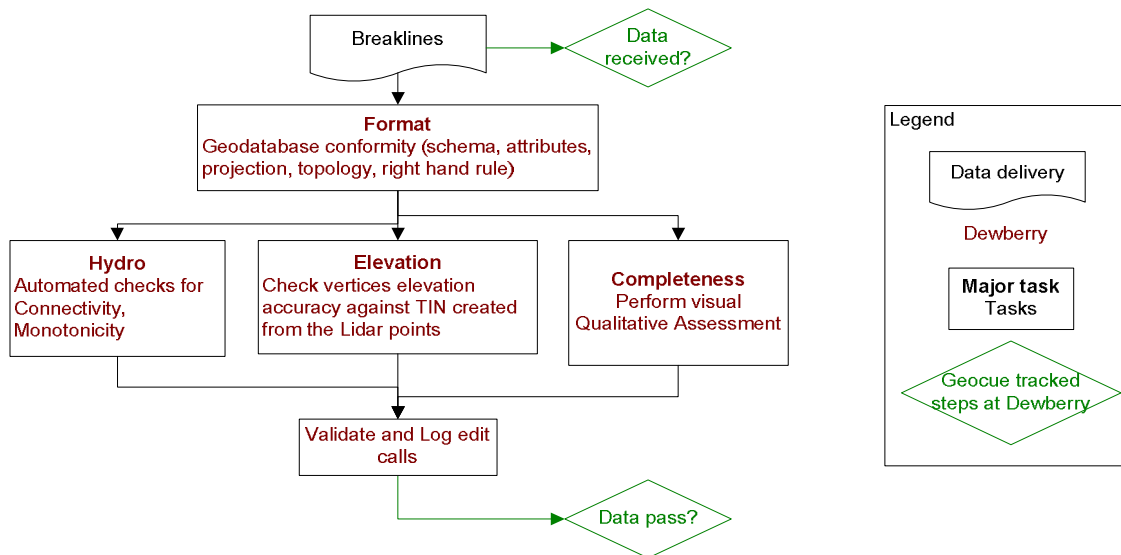 Breaklines
Data
received?
Format
Geodatabase conformity (schema, attributes,
projection, topology, right hand rule)
Hydro
Automated checks for
Connectivity,
Monotonicity
Elevation
Check vertices elevation
accuracy against TIN created
from the Lidar points
Completeness
Perform visual
Qualitative Assessment
Validate and Log edit
calls
Data pass?
Legend
Data delivery
Dewberry
Major task
Tasks
Geocue tracked
steps at Dewberry